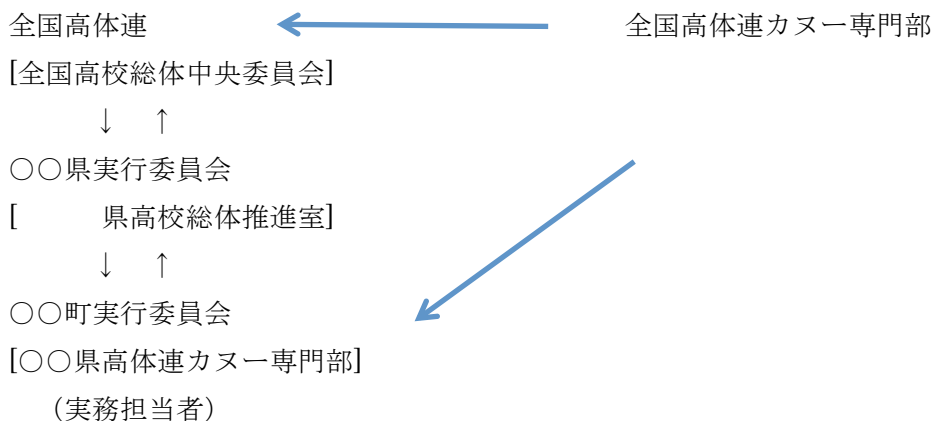 全国高体連 全国高体連カヌー専門部
[全国高校総体中央委員会]
↓ ↑
○○県実行委員会
[ 県高校総体推進室]
↓ ↑
○○町実行委員会
[○○県高体連カヌー専門部]
（実務担当者）